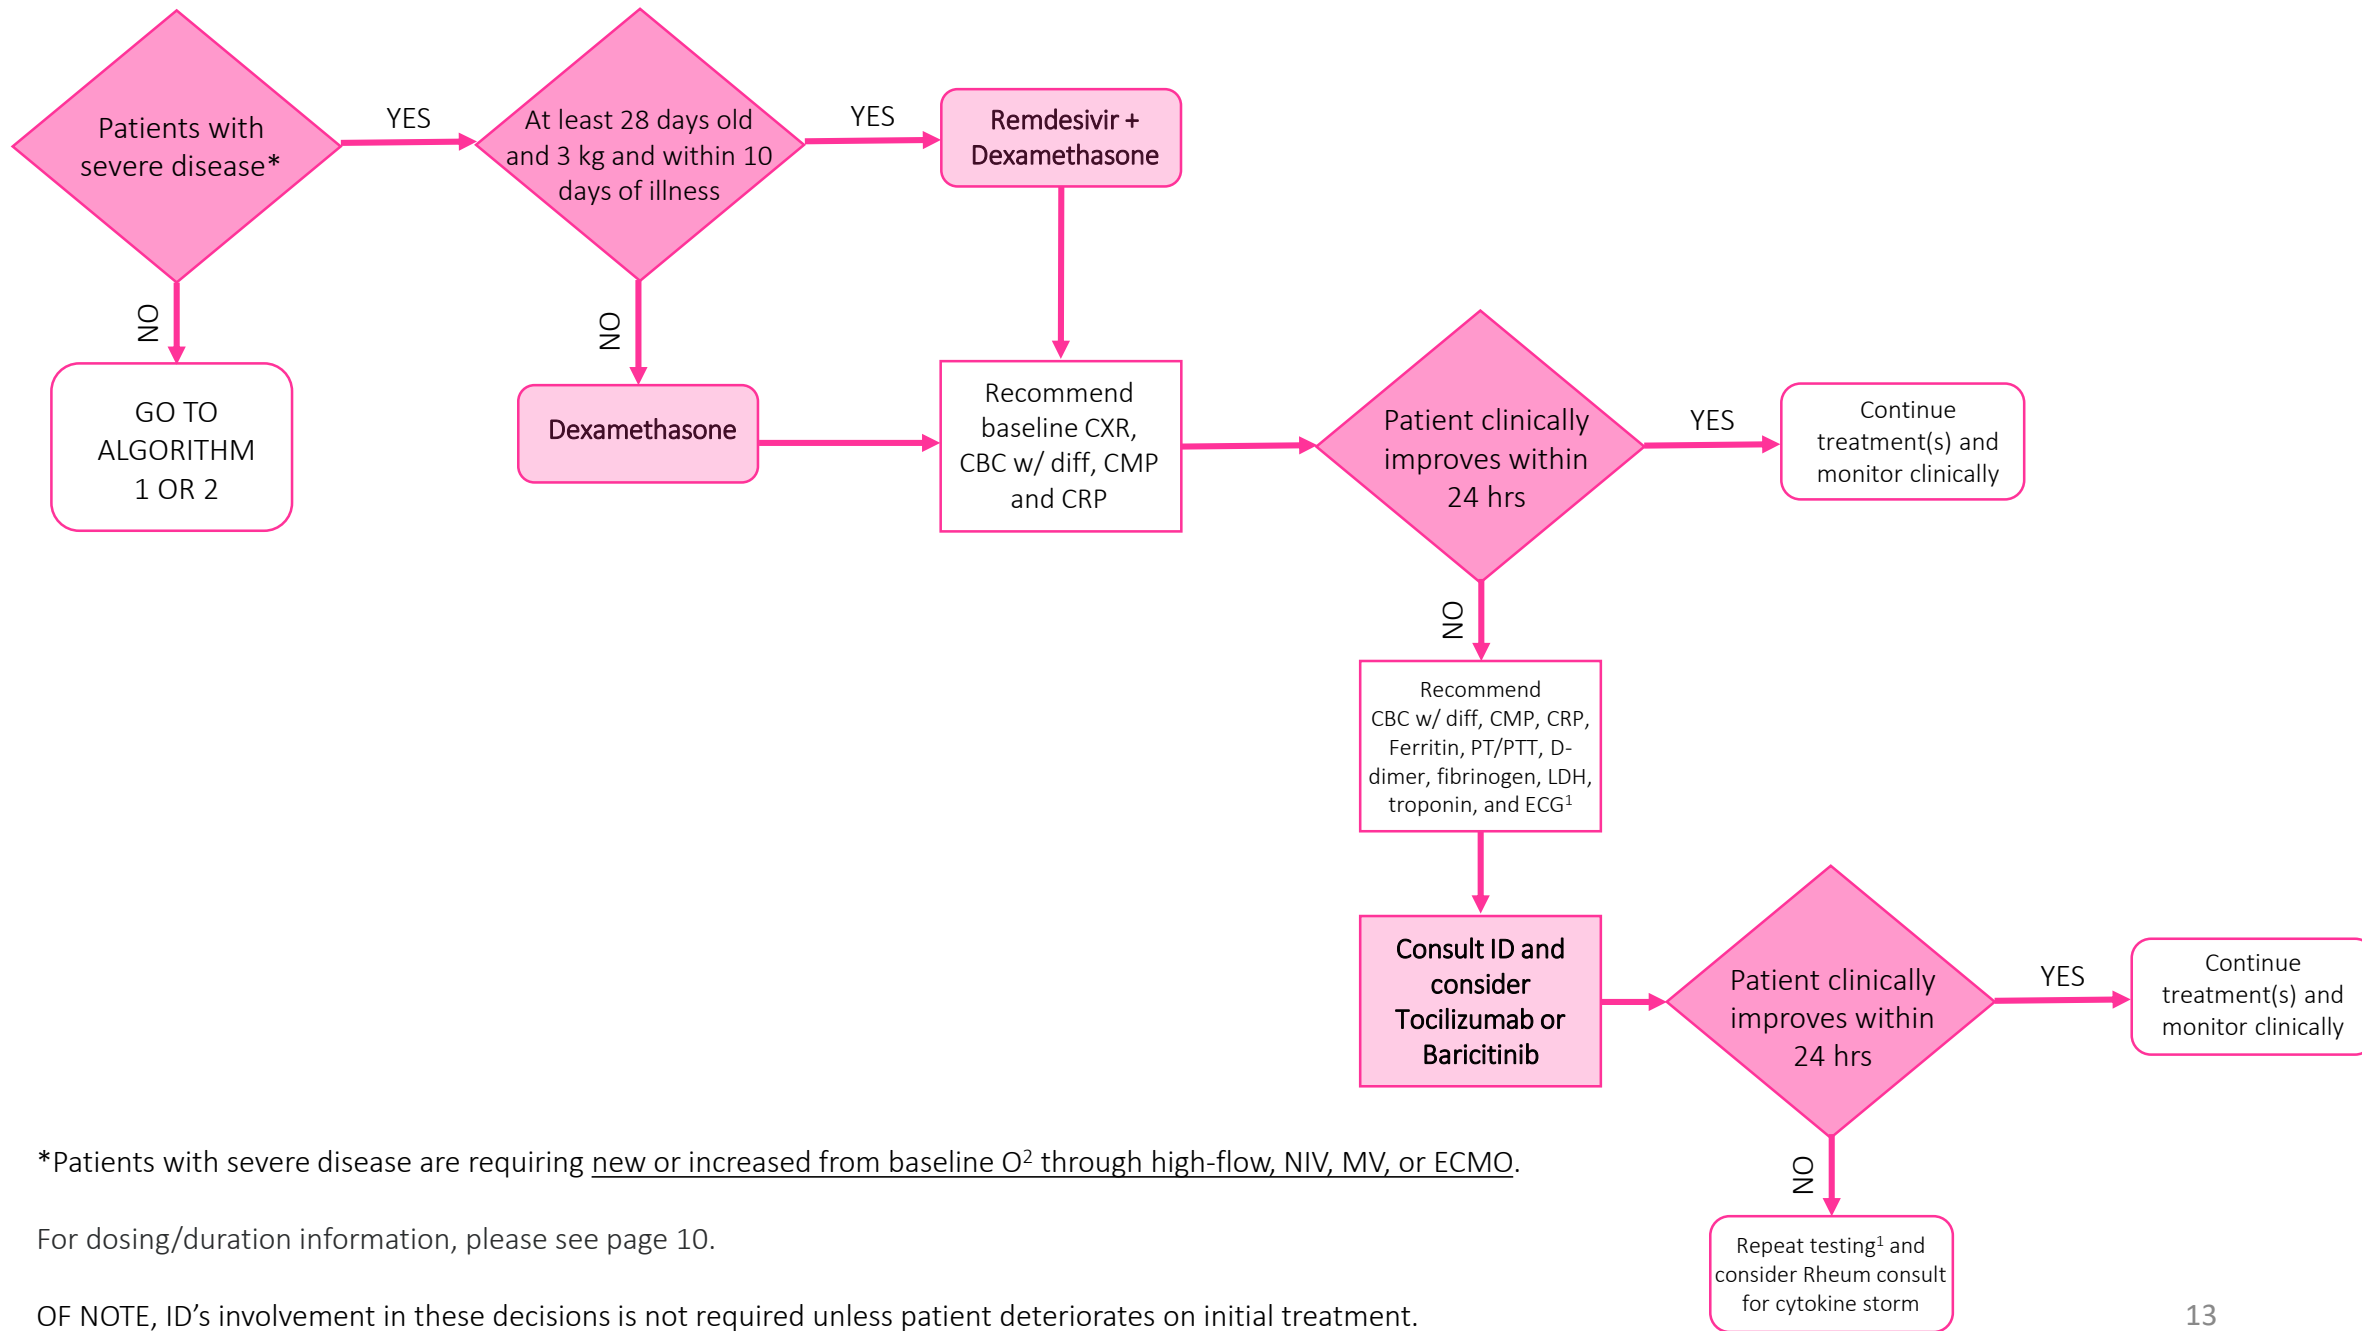 Patients with
severe disease*
YES
At least 28 days old
and 3 kg and within 10
days of illness
YES
Remdesivir +
Dexamethasone
NO
GO TO
ALGORITHM
1 OR 2
NO
Dexamethasone
Recommend
baseline CXR,
CBC w/ diff, CMP
and CRP
Patient clinically
improves within
24 hrs
YES
Continue
treatment(s) and
monitor clinically
NO
Recommend
CBC w/ diff, CMP, CRP,
Ferritin, PT/PTT, D-
dimer, fibrinogen, LDH,
troponin, and ECG¹
Consult ID and
consider
Tocilizumab or
Baricitinib
Patient clinically
improves within
24 hrs
YES
Continue
treatment(s) and
monitor clinically
NO
Repeat testing¹ and
consider Rheum consult
for cytokine storm
*Patients with severe disease are requiring new or increased from baseline O² through high-flow, NIV, MV, or ECMO.
For dosing/duration information, please see page 10.
OF NOTE, ID’s involvement in these decisions is not required unless patient deteriorates on initial treatment.
13